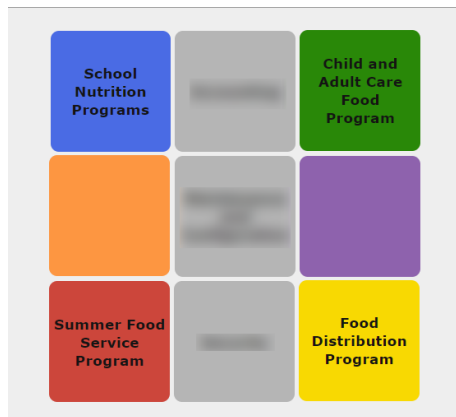 School
Nutrition
Programs
Child and
Adult Care
Food
Program
Summer Food
Service
Program
Food
Distribution
Program